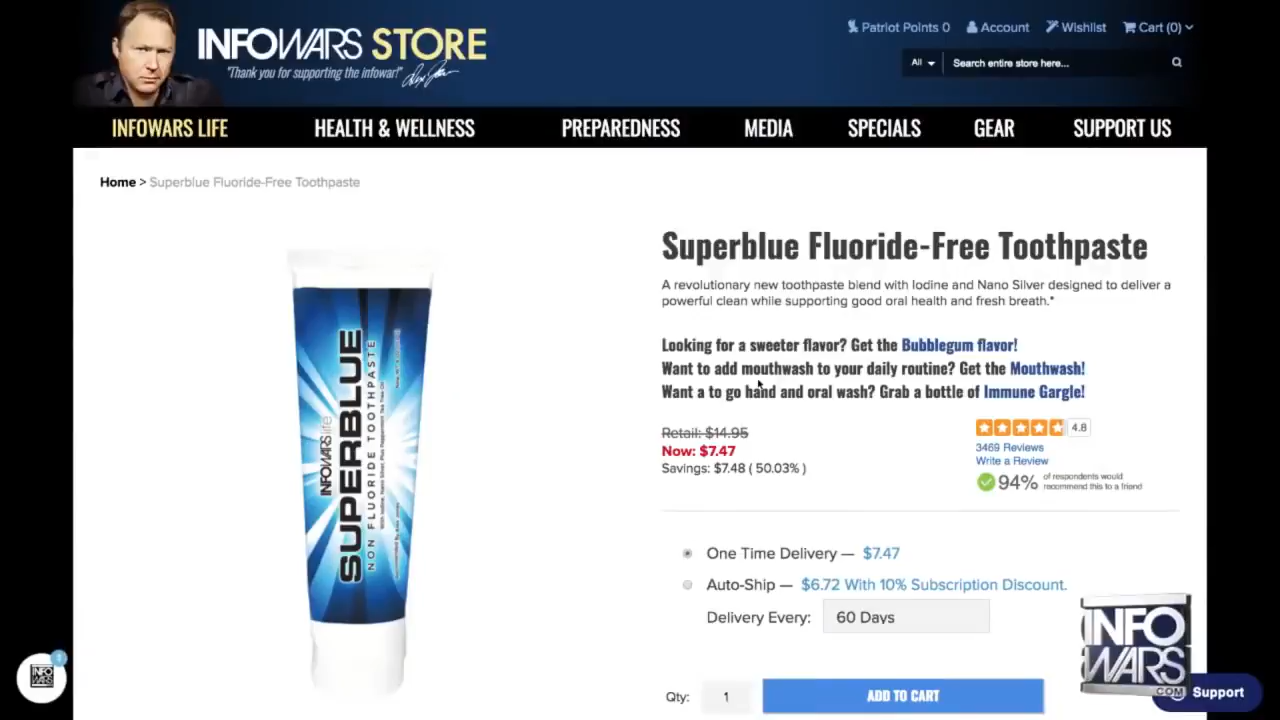 INFOWARS STORE
"Thank you for supporting the infowar!"
Patriot Points 0 Account Wishlist Cart (0)
All Search entire store here...
INFOWARS LIFE HEALTH & WELLNESS PREPAREDNESS MEDIA SPECIALS GEAR SUPPORT US
Home > Superblue Fluoride-Free Toothpaste
INFOWARS life
SUPERBLUE
NON FLUORIDE TOOTHPASTE
Superblue Fluoride-Free Toothpaste
A revolutionary new toothpaste blend with Iodine and Nano Silver designed to deliver a
powerful clean while supporting good oral health and fresh breath.*
Looking for a sweeter flavor? Get the Bubblegum flavor!
Want to add mouthwash to your daily routine? Get the Mouthwash!
Want a to go hand and oral wash? Grab a bottle of Immune Gargle!
Retail: $14.95
Now: $7.47
Savings: $7.48 ( 50.03% )
4.8
3469 Reviews
Write a Review
94% of respondents would
recommend this to a friend
One Time Delivery — $7.47
Auto-Ship — $6.72 With 10% Subscription Discount.
Delivery Every: 60 Days
Qty: 1 ADD TO CART
INFO
WARS
.COM
Support
INFO
WARS
1